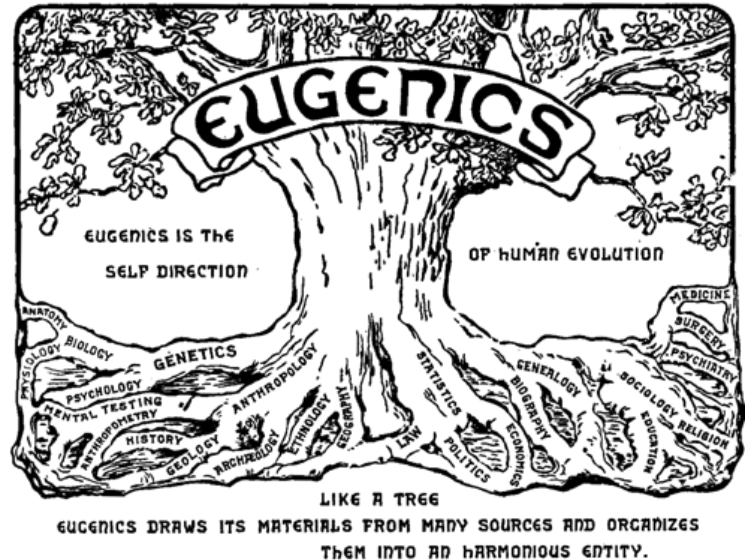 EUGENICS
EUGENICS IS THE
SELF DIRECTION
OF HUMAN EVOLUTION
ANATOMY
PHYSIOLOGY
BIOLOGY
GENETICS
PSYCHOLOGY
MENTAL TESTING
ANTHROPOMETRY
HISTORY
GEOLOGY
ANTHROPOLOGY
ARCHAEOLOGY
ETHNOLOGY
GEOGRAPHY
LAW
STATISTICS
POLITICS
ECONOMICS
BIOGRAPHY
GENEALOGY
EDUCATION
SOCIOLOGY
RELIGION
PSYCHIATRY
SURGERY
MEDICINE
LIKE A TREE
EUGENICS DRAWS ITS MATERIALS FROM MANY SOURCES AND ORGANIZES
THEM INTO AN HARMONIOUS ENTITY.